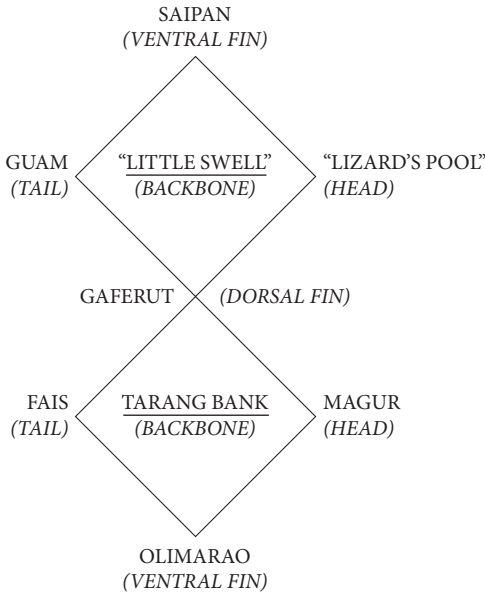 SAIPAN
(VENTRAL FIN)
GUAM “LITTLE SWELL” “LIZARD’S POOL”
(TAIL) (BACKBONE) (HEAD)
GAFERUT (DORSAL FIN)
FAIS TARANG BANK MAGUR
(TAIL) (BACKBONE) (HEAD)
OLIMARAO
(VENTRAL FIN)